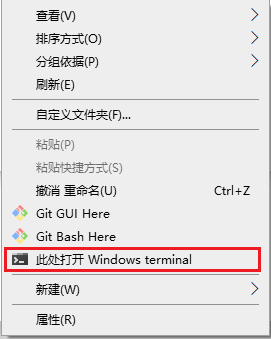 查看(V)
排序方式(O)
分组依据(P)
刷新(E)
自定义文件夹(F)...
粘贴(P)
粘贴快捷方式(S)
撤消 重命名(U) Ctrl+Z
Git GUI Here
Git Bash Here
此处打开 Windows terminal
新建(W)
属性(R)